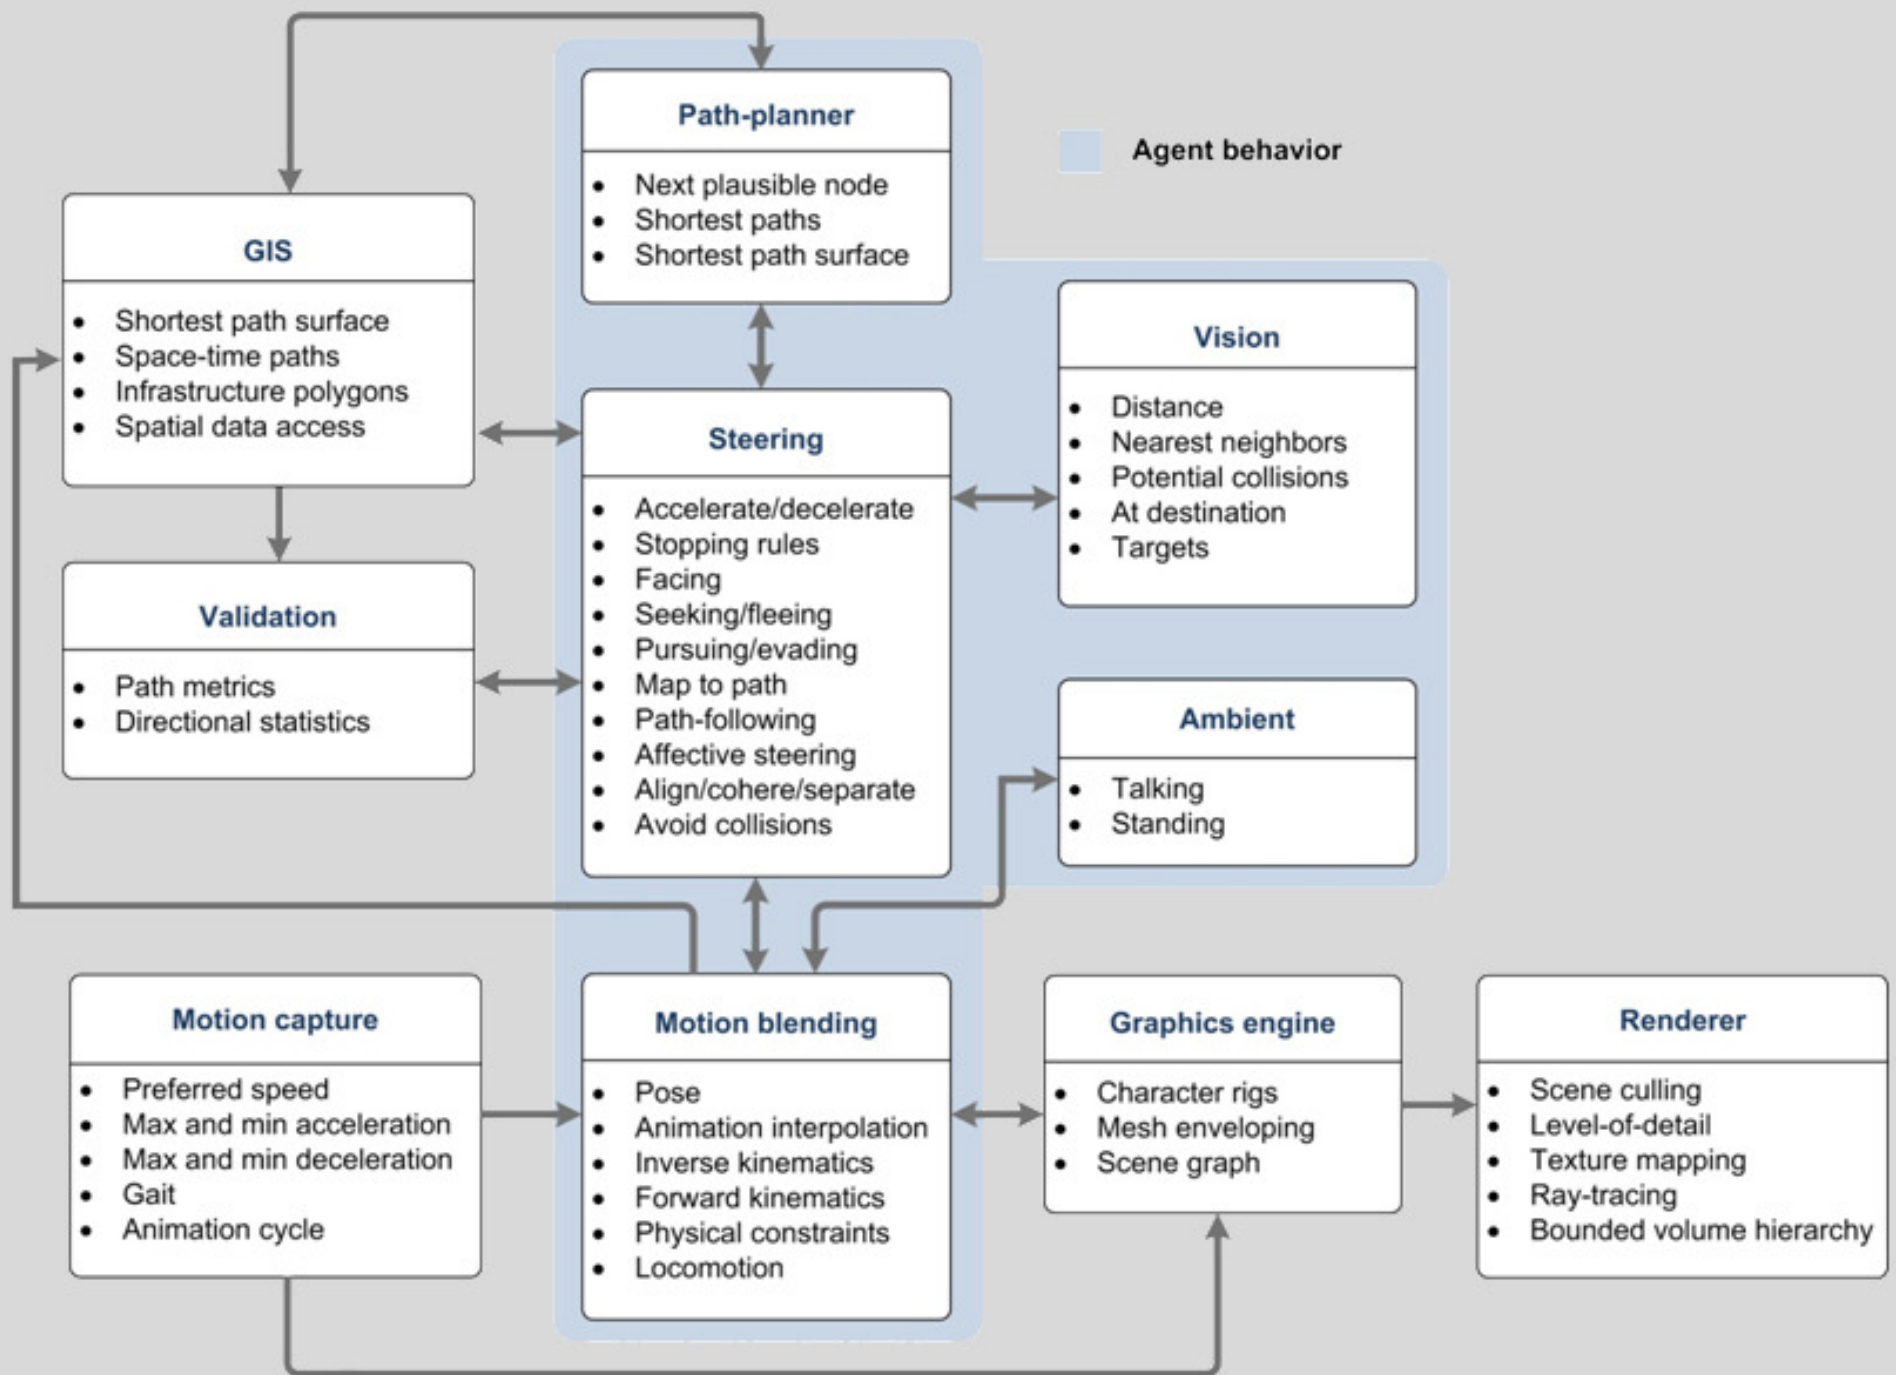 Path-planner
• Next plausible node
• Shortest paths
• Shortest path surface
Agent behavior
GIS
• Shortest path surface
• Space-time paths
• Infrastructure polygons
• Spatial data access
Vision
• Distance
• Nearest neighbors
• Potential collisions
• At destination
• Targets
Steering
• Accelerate/decelerate
• Stopping rules
• Facing
• Seeking/fleeing
• Pursuing/evading
• Map to path
• Path-following
• Affective steering
• Align/cohere/separate
• Avoid collisions
Validation
• Path metrics
• Directional statistics
Ambient
• Talking
• Standing
Motion capture
• Preferred speed
• Max and min acceleration
• Max and min deceleration
• Gait
• Animation cycle
Motion blending
• Pose
• Animation interpolation
• Inverse kinematics
• Forward kinematics
• Physical constraints
• Locomotion
Graphics engine
• Character rigs
• Mesh enveloping
• Scene graph
Renderer
• Scene culling
• Level-of-detail
• Texture mapping
• Ray-tracing
• Bounded volume hierarchy